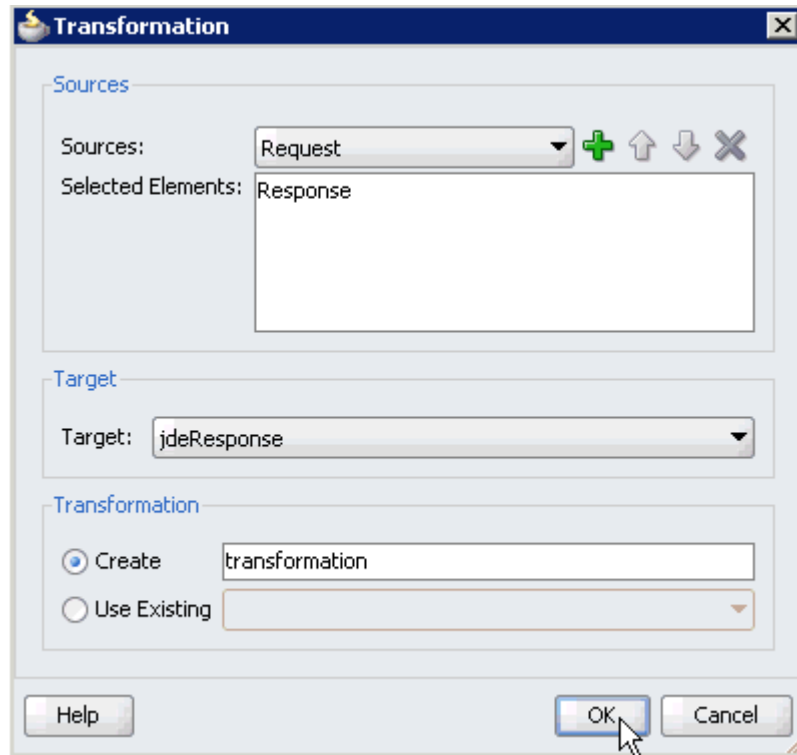 Transformation
Sources
Sources: Request
Selected Elements: Response
Target
Target: jdeResponse
Transformation
Create transformation
Use Existing
Help OK Cancel